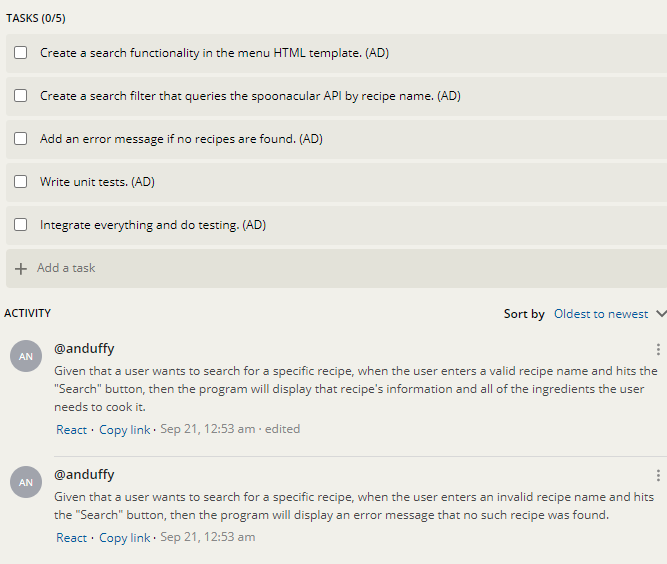 TASKS (0/5)
Create a search functionality in the menu HTML template. (AD)
Create a search filter that queries the spoonacular API by recipe name. (AD)
Add an error message if no recipes are found. (AD)
Write unit tests. (AD)
Integrate everything and do testing. (AD)
+ Add a task
ACTIVITY
Sort by Oldest to newest
AN
@anduffy
Given that a user wants to search for a specific recipe, when the user enters a valid recipe name and hits the
"Search" button, then the program will display that recipe's information and all of the ingredients the user
needs to cook it.
React · Copy link · Sep 21, 12:53 am · edited
AN
@anduffy
Given that a user wants to search for a specific recipe, when the user enters an invalid recipe name and hits
the "Search" button, then the program will display an error message that no such recipe was found.
React · Copy link · Sep 21, 12:53 am